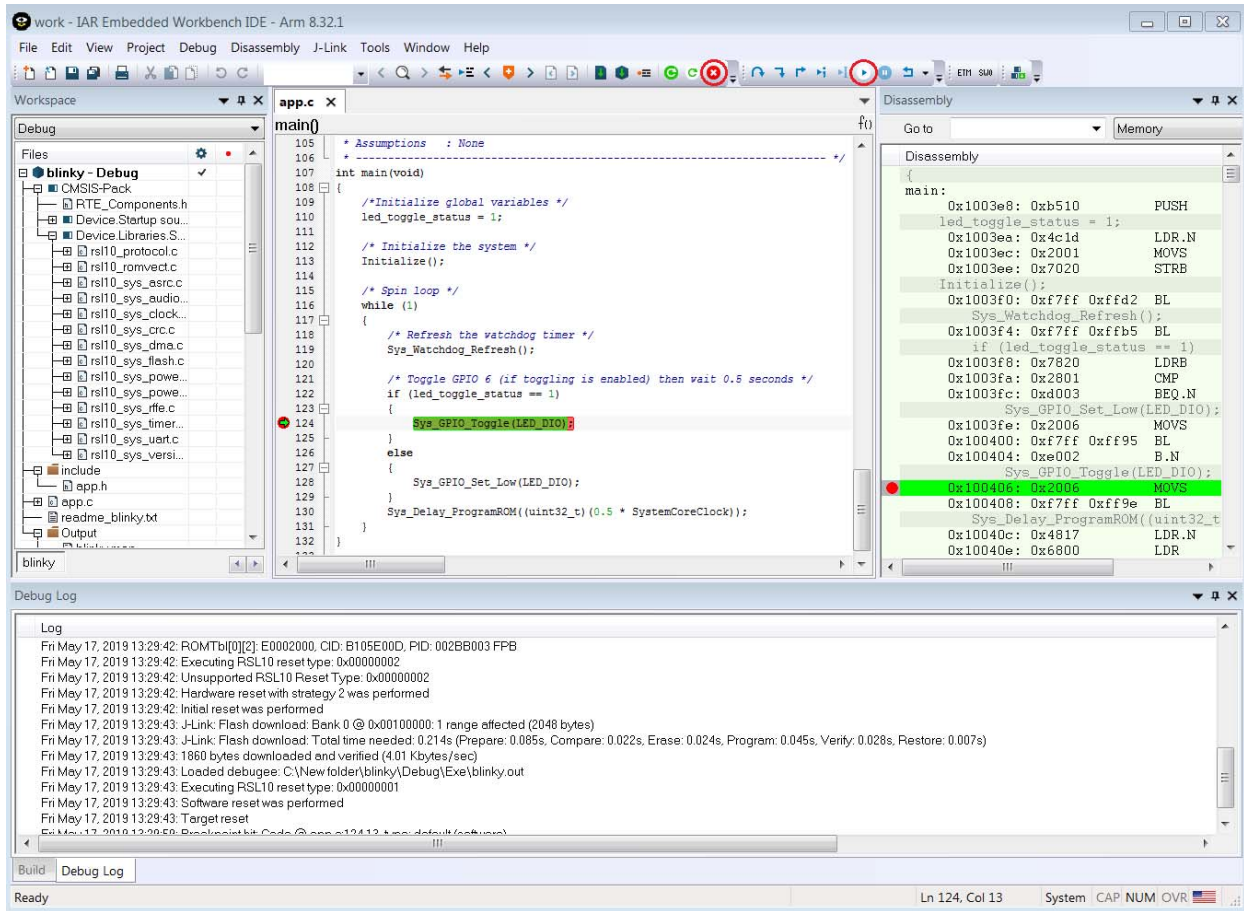 work - IAR Embedded Workbench IDE - Arm 8.32.1
File Edit View Project Debug Disassembly J-Link Tools Window Help
ETM SWO
Workspace
Debug
Files
blinky - Debug
CMSIS-Pack
RTE_Components.h
Device.Startup sou...
Device.Libraries.S...
rsl10_protocol.c
rsl10_romvect.c
rsl10_sys_asrc.c
rsl10_sys_audio...
rsl10_sys_clock...
rsl10_sys_crc.c
rsl10_sys_dma.c
rsl10_sys_flash.c
rsl10_sys_powe...
rsl10_sys_powe...
rsl10_sys_rffe.c
rsl10_sys_timer...
rsl10_sys_uart.c
rsl10_sys_versi...
include
app.h
app.c
readme_blinky.txt
Output
blinky
app.c
main()
f()
105 * Assumptions : None
106 * ------------------------------------------------------------------------- */
107 int main(void)
108 {
109 /*Initialize global variables */
110 led_toggle_status = 1;
111
112 /* Initialize the system */
113 Initialize();
114
115 /* Spin loop */
116 while (1)
117 {
118 /* Refresh the watchdog timer */
119 Sys_Watchdog_Refresh();
120
121 /* Toggle GPIO 6 (if toggling is enabled) then wait 0.5 seconds */
122 if (led_toggle_status == 1)
123 {
124 Sys_GPIO_Toggle(LED_DIO);
125 }
126 else
127 {
128 Sys_GPIO_Set_Low(LED_DIO);
129 }
130 Sys_Delay_ProgramROM((uint32_t)(0.5 * SystemCoreClock));
131 }
132 }
Disassembly
Go to Memory
Disassembly
{
main:
0x1003e8: 0xb510 PUSH
led_toggle_status = 1;
0x1003ea: 0x4c1d LDR.N
0x1003ec: 0x2001 MOVS
0x1003ee: 0x7020 STRB
Initialize();
0x1003f0: 0xf7ff 0xffd2 BL
Sys_Watchdog_Refresh();
0x1003f4: 0xf7ff 0xffb5 BL
if (led_toggle_status == 1)
0x1003f8: 0x7820 LDRB
0x1003fa: 0x2801 CMP
0x1003fc: 0xd003 BEQ.N
Sys_GPIO_Set_Low(LED_DIO);
0x1003fe: 0x2006 MOVS
0x100400: 0xf7ff 0xff95 BL
0x100404: 0xe002 B.N
Sys_GPIO_Toggle(LED_DIO);
0x100406: 0x2006 MOVS
0x100408: 0xf7ff 0xff9e BL
Sys_Delay_ProgramROM((uint32_t
0x10040c: 0x4817 LDR.N
0x10040e: 0x6800 LDR
Debug Log
Log
Fri May 17, 2019 13:29:42: ROMTbl[0][2]: E0002000, CID: B105E00D, PID: 002BB003 FPB
Fri May 17, 2019 13:29:42: Executing RSL10 reset type: 0x00000002
Fri May 17, 2019 13:29:42: Unsupported RSL10 Reset Type: 0x00000002
Fri May 17, 2019 13:29:42: Hardware reset with strategy 2 was performed
Fri May 17, 2019 13:29:42: Initial reset was performed
Fri May 17, 2019 13:29:43: J-Link: Flash download: Bank 0 @ 0x00100000: 1 range affected (2048 bytes)
Fri May 17, 2019 13:29:43: J-Link: Flash download: Total time needed: 0.214s (Prepare: 0.085s, Compare: 0.022s, Erase: 0.024s, Program: 0.045s, Verify: 0.028s, Restore: 0.007s)
Fri May 17, 2019 13:29:43: 1860 bytes downloaded and verified (4.01 Kbytes/sec)
Fri May 17, 2019 13:29:43: Loaded debugee: C:\New folder\blinky\Debug\Exe\blinky.out
Fri May 17, 2019 13:29:43: Executing RSL10 reset type: 0x00000001
Fri May 17, 2019 13:29:43: Software reset was performed
Fri May 17, 2019 13:29:43: Target reset
Build Debug Log
Ready Ln 124, Col 13 System CAP NUM OVR